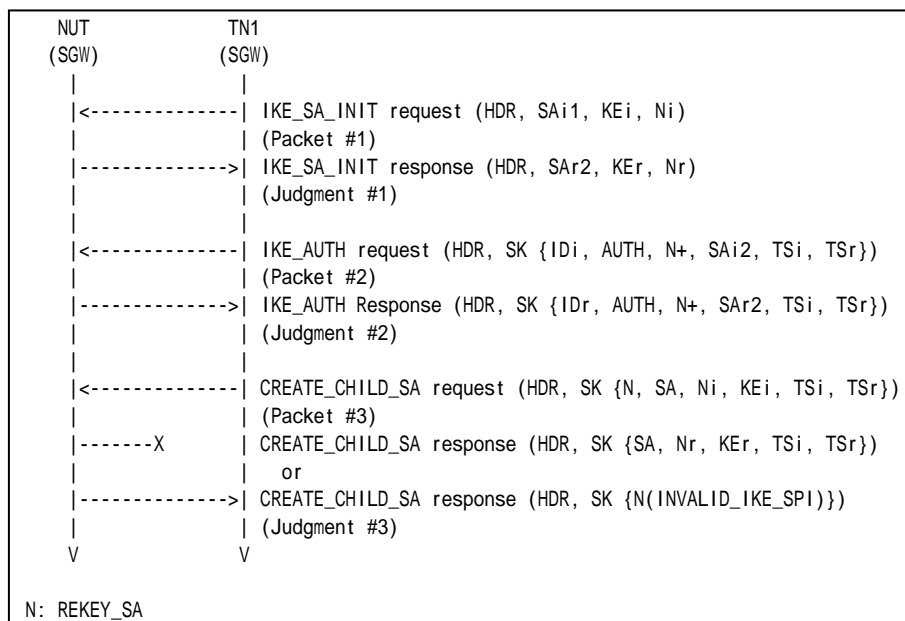 NUT TN1
(SGW) (SGW)
| |
|<--------------| IKE_SA_INIT request (HDR, SAi1, KEi, Ni)
| | (Packet #1)
|-------------->| IKE_SA_INIT response (HDR, SAr2, KEr, Nr)
| | (Judgment #1)
| |
|<--------------| IKE_AUTH request (HDR, SK {IDi, AUTH, N+, SAi2, TSi, TSr})
| | (Packet #2)
|-------------->| IKE_AUTH Response (HDR, SK {IDr, AUTH, N+, SAr2, TSi, TSr})
| | (Judgment #2)
| |
|<--------------| CREATE_CHILD_SA request (HDR, SK {N, SA, Ni, KEi, TSi, TSr})
| | (Packet #3)
|-------X | CREATE_CHILD_SA response (HDR, SK {SA, Nr, KEr, TSi, TSr})
| | or
|-------------->| CREATE_CHILD_SA response (HDR, SK {N(INVALID_IKE_SPI)})
| | (Judgment #3)
V V
N: REKEY_SA